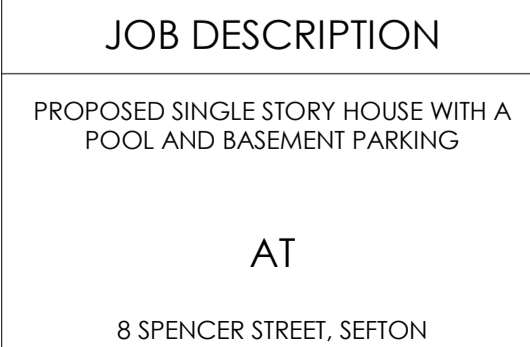 JOB DESCRIPTION
PROPOSED SINGLE STORY HOUSE WITH A
POOL AND BASEMENT PARKING
AT
8 SPENCER STREET, SEFTON